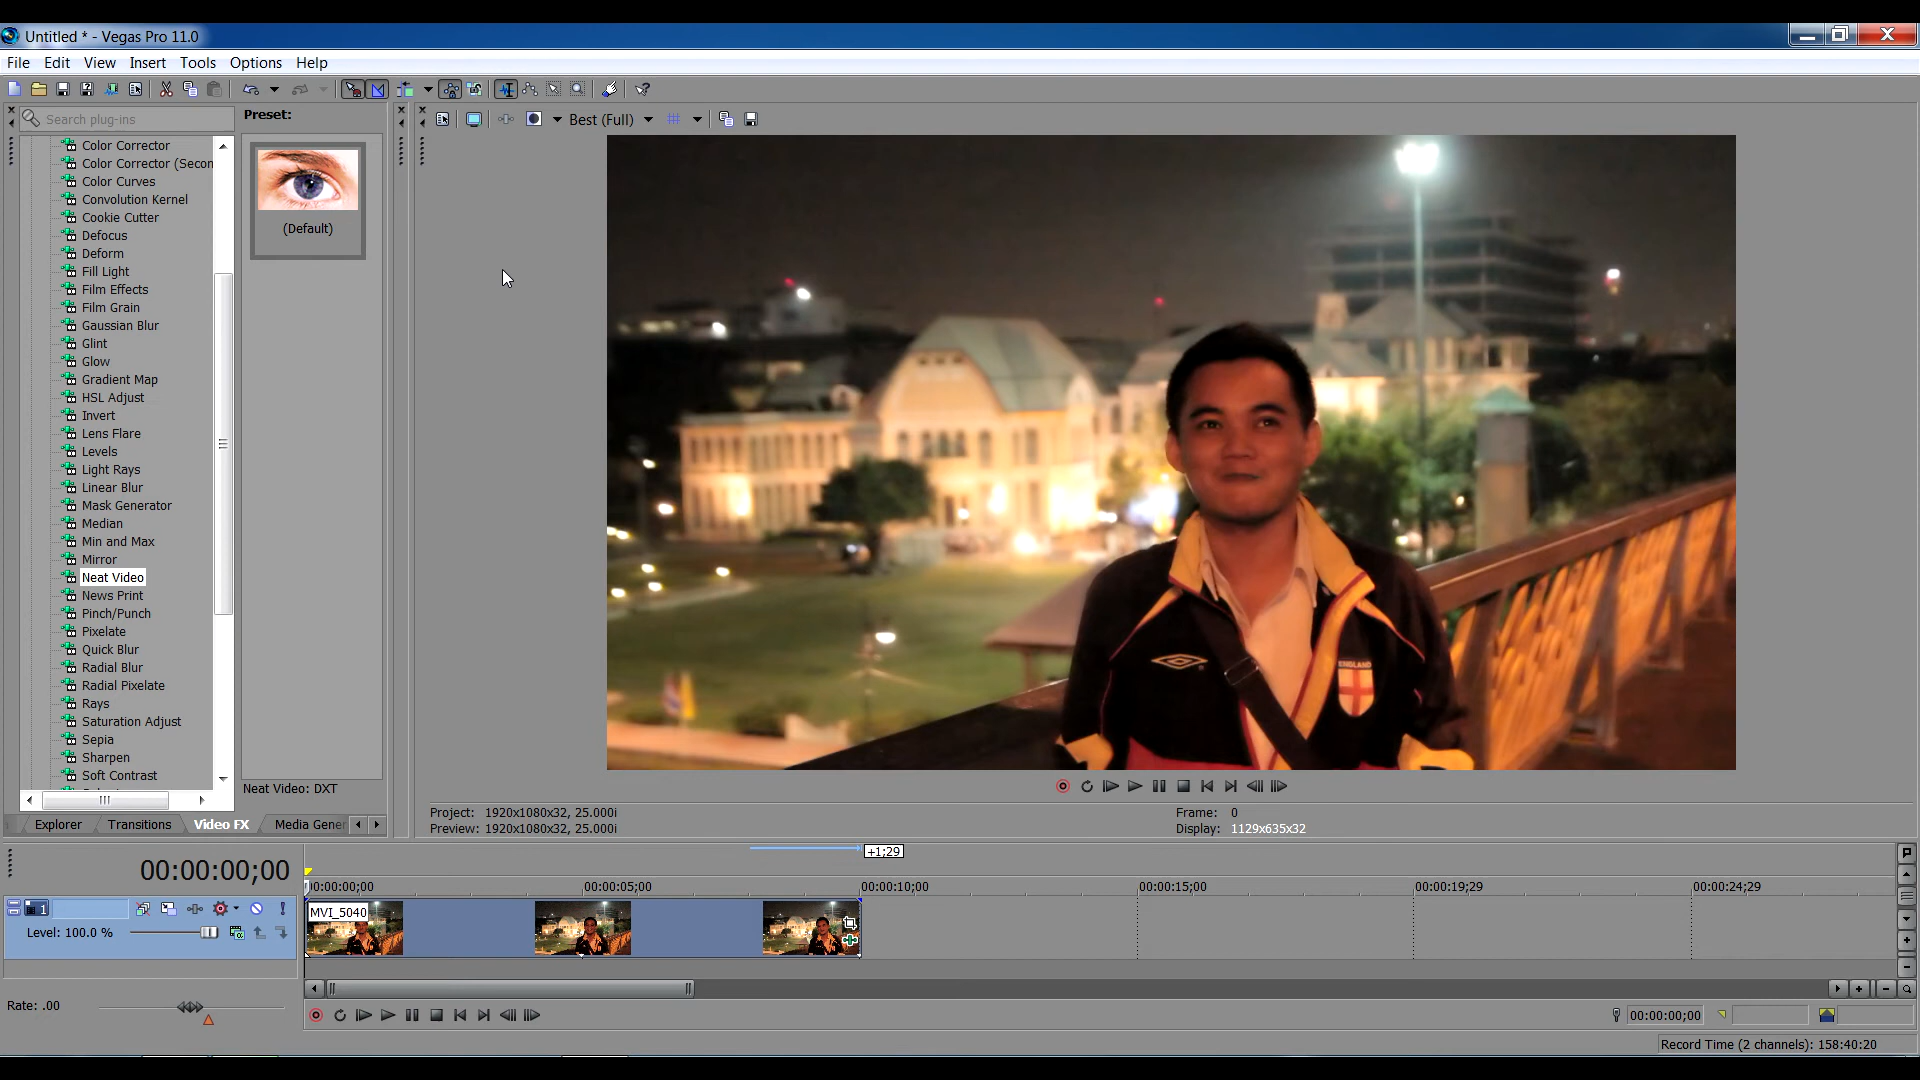 Untitled * - Vegas Pro 11.0
File Edit View Insert Tools Options Help
Search plug-ins
Preset:
Best (Full)
Color Corrector
Color Corrector (Secon
Color Curves
Convolution Kernel
Cookie Cutter
Defocus
Deform
Fill Light
Film Effects
Film Grain
Gaussian Blur
Glint
Glow
Gradient Map
HSL Adjust
Invert
Lens Flare
Levels
Light Rays
Linear Blur
Mask Generator
Median
Min and Max
Mirror
Neat Video
News Print
Pinch/Punch
Pixelate
Quick Blur
Radial Blur
Radial Pixelate
Rays
Saturation Adjust
Sepia
Sharpen
Soft Contrast
(Default)
Neat Video: DXT
ENGLAND
Explorer Transitions Video FX Media Gener
Project: 1920x1080x32, 25.000i
Preview: 1920x1080x32, 25.000i
Frame: 0
Display: 1129x635x32
+1;29
00:00:00;00
00:00:00;00 00:00:05;00 00:00:10;00 00:00:15;00 00:00:19;29 00:00:24;29
1
Level: 100.0 %
MVI_5040
Rate: .00
00:00:00;00
Record Time (2 channels): 158:40:20